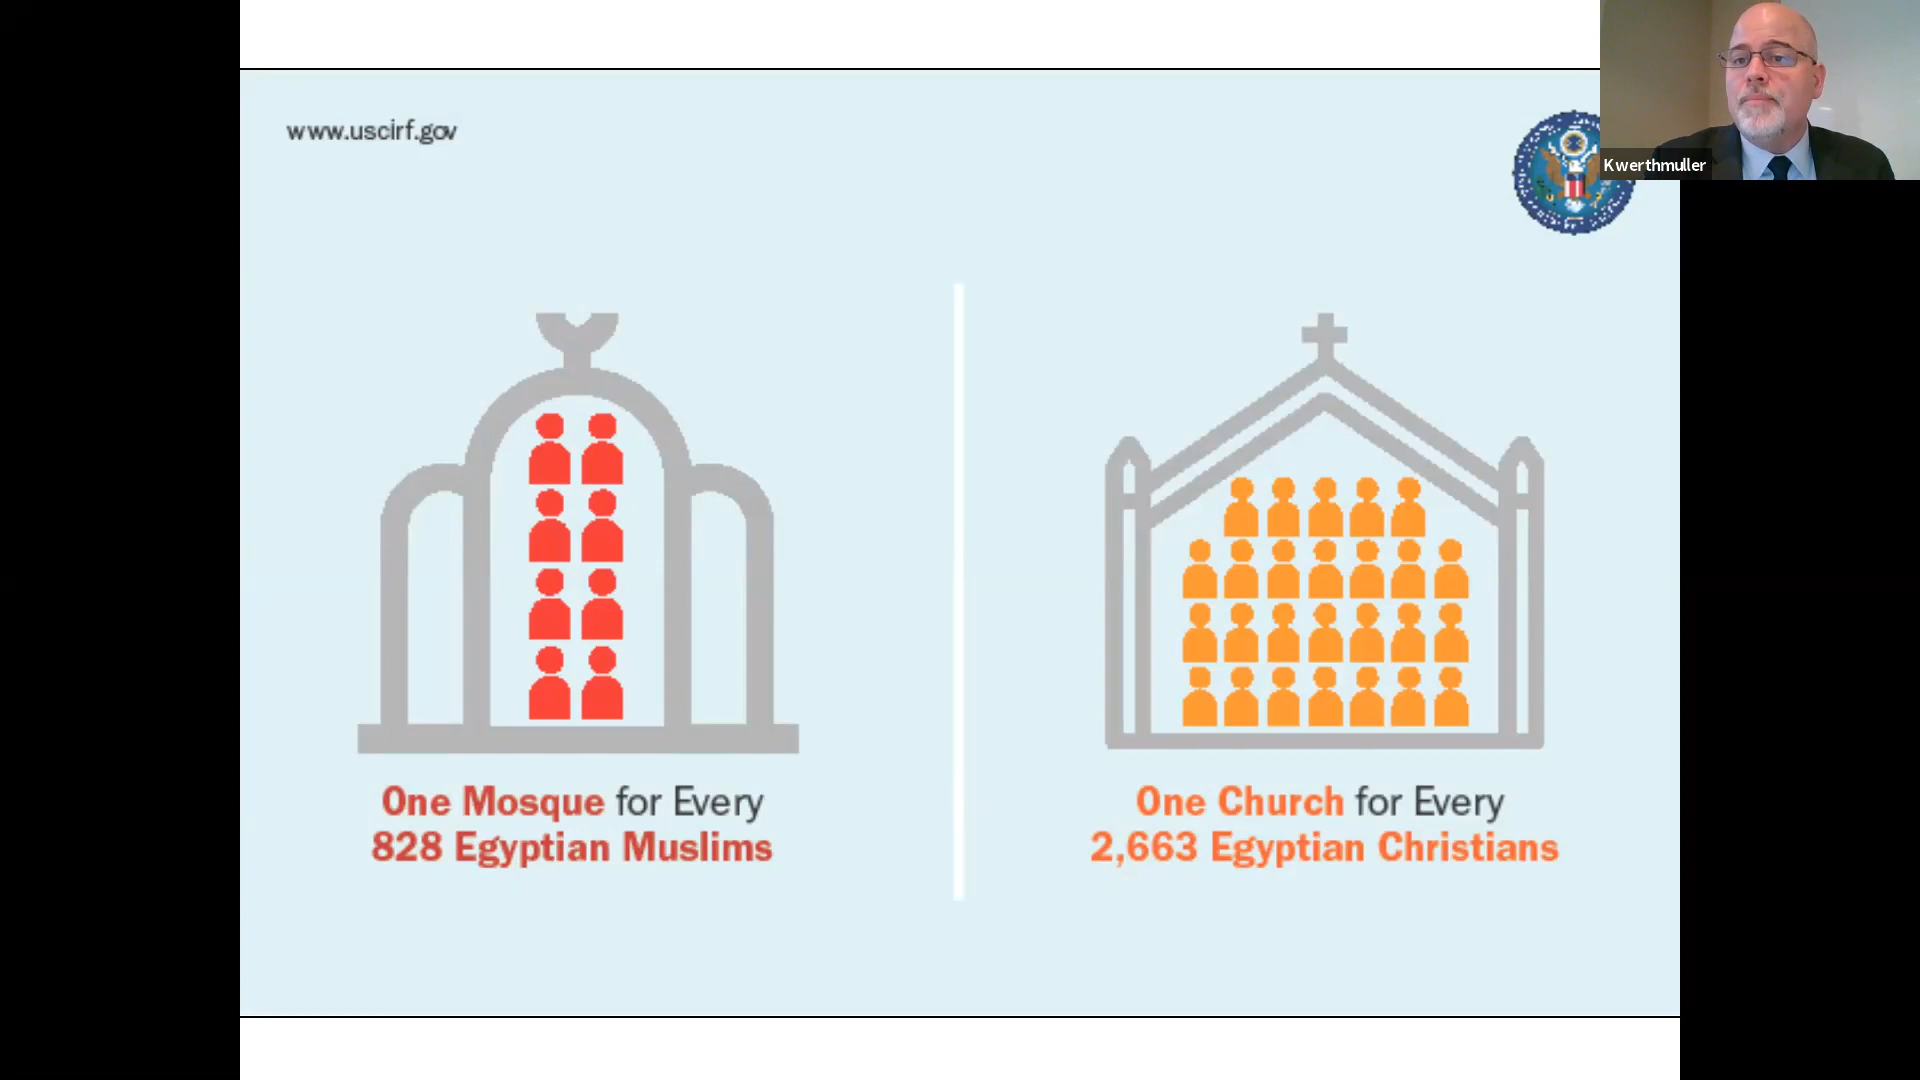 www.uscirf.gov
Kwerthmuller
One Mosque for Every
828 Egyptian Muslims
One Church for Every
2,663 Egyptian Christians